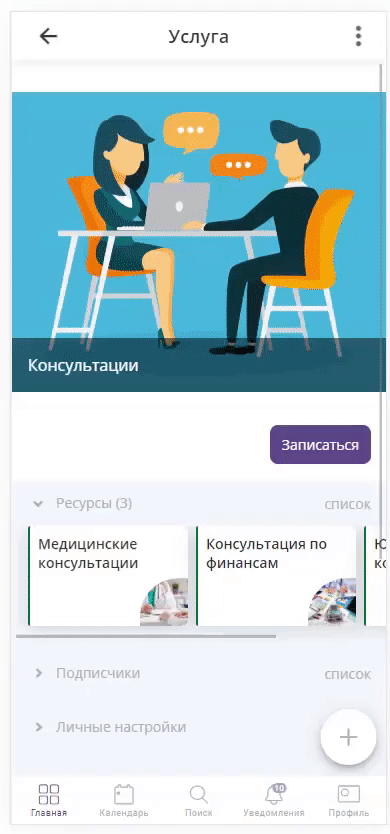 Услуга
Консультации
Записаться
Ресурсы (3)
список
Медицинские
консультации
Консультация по
финансам
Подписчики
список
Личные настройки
10
Главная
Календарь
Поиск
Уведомления
Профиль